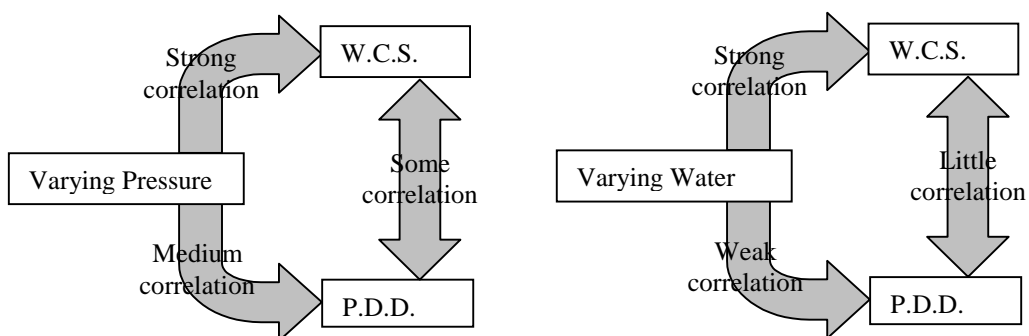 Strong
correlation
W.C.S.
Varying Pressure
Some
correlation
Medium
correlation
P.D.D.
Strong
correlation
W.C.S.
Varying Water
Little
correlation
Weak
correlation
P.D.D.